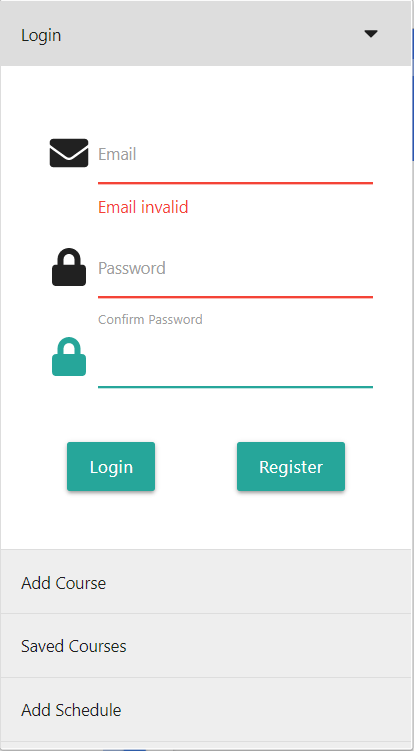 Login
Email
Email invalid
Password
Confirm Password
Login Register
Add Course
Saved Courses
Add Schedule